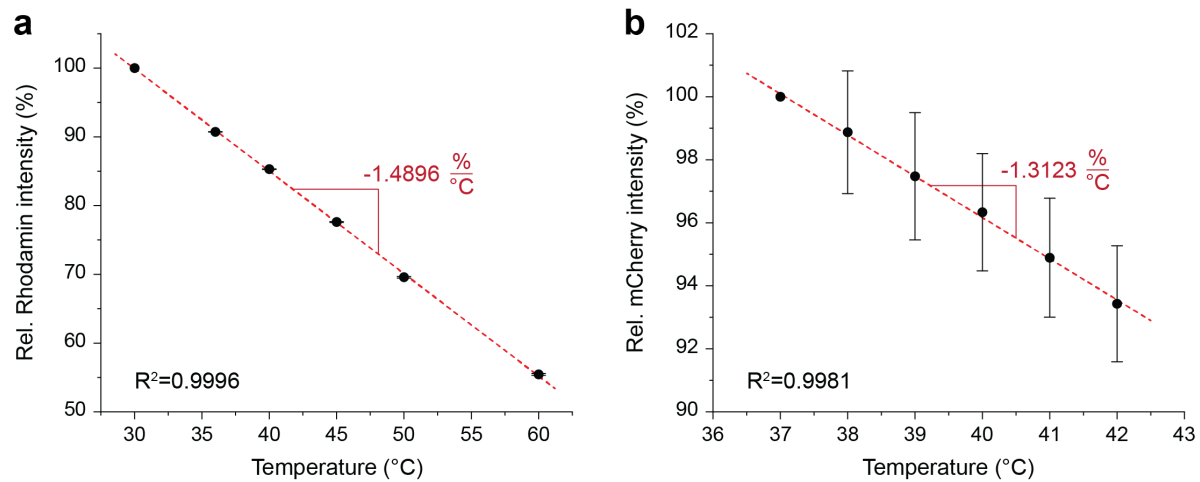 a
Rel. Rhodamin intensity (%)
100
90
80
70
60
50
-1.4896 %/°C
R²=0.9996
30 35 40 45 50 55 60
Temperature (°C)
b
Rel. mCherry intensity (%)
102
100
98
96
94
92
90
-1.3123 %/°C
R²=0.9981
36 37 38 39 40 41 42 43
Temperature (°C)